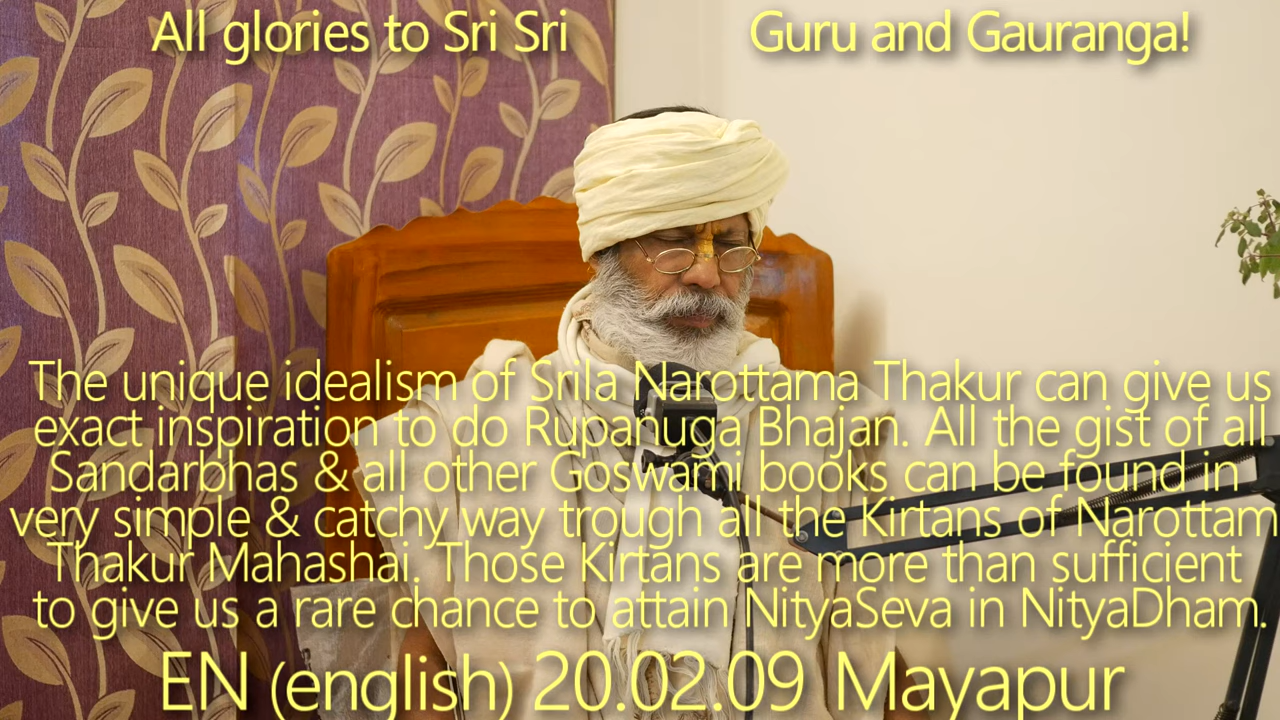 All glories to Sri Sri Guru and Gauranga!
The unique idealism of Srila Narottama Thakur can give us
exact inspiration to do Rupanuga Bhajan. All the gist of all
Sandarbhas & all other Goswami books can be found in
very simple & catchy way trough all the Kirtans of Narottam
Thakur Mahashai. Those Kirtans are more than sufficient
to give us a rare chance to attain NityaSeva in NityaDham.
EN (english) 20.02.09 Mayapur